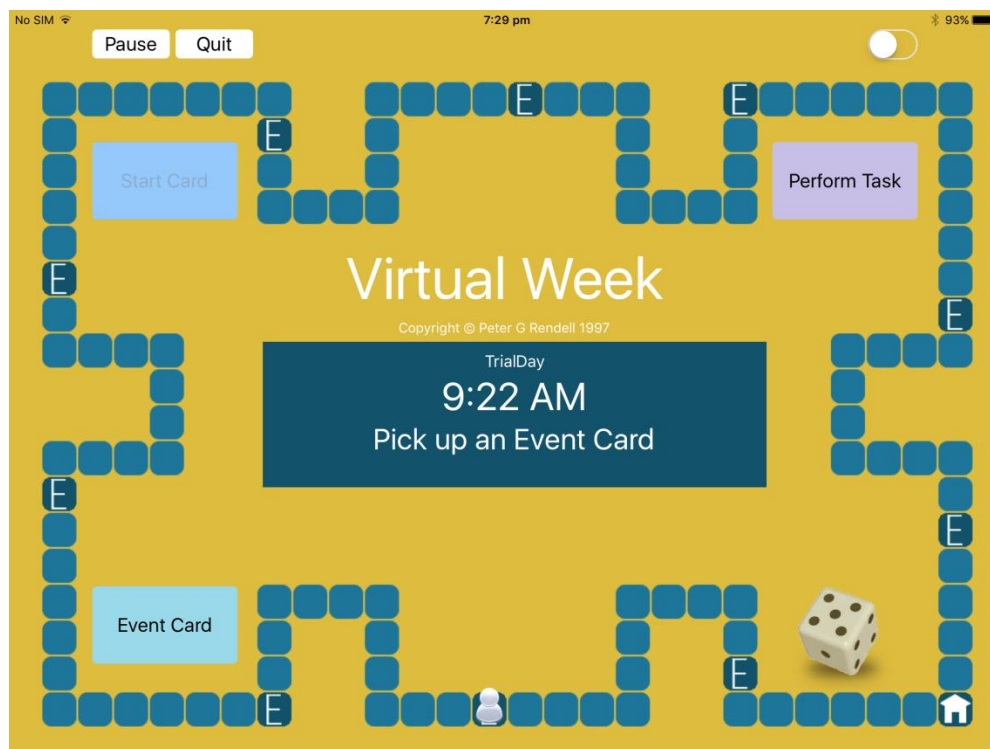 No SIM 7:29 pm 93%
Pause Quit
E E
E
Start Card Perform Task
E
Virtual Week
E
Copyright © Peter G Rendell 1997
TrialDay
9:22 AM
Pick up an Event Card
E
E
Event Card
E
E